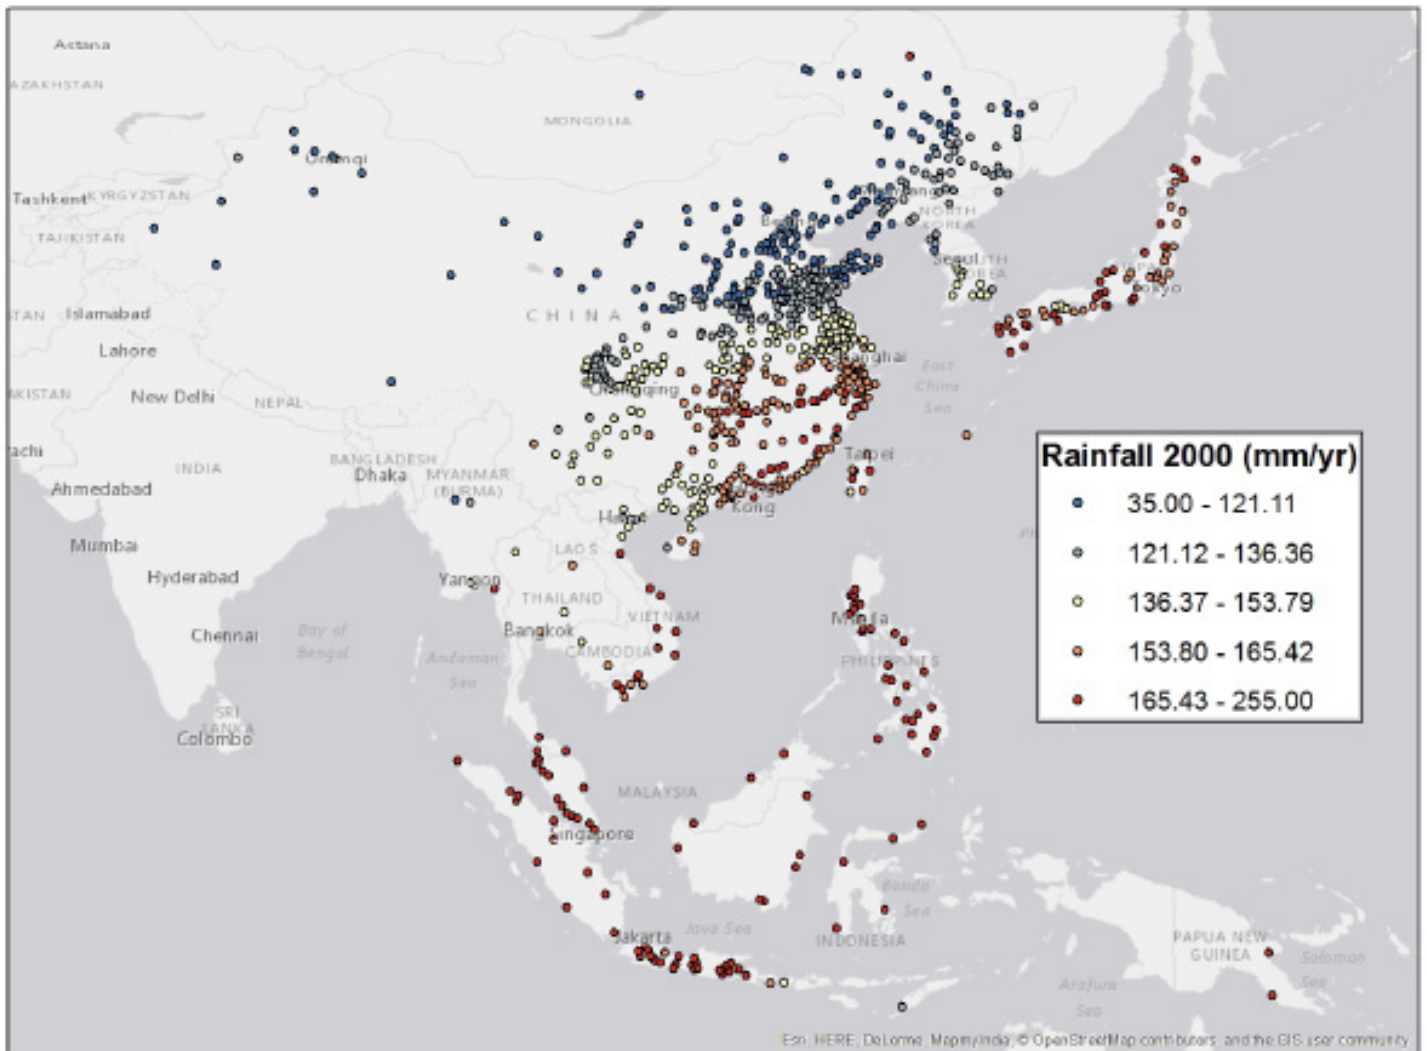 Astana
AZAKHSTAN
MONGOLIA
Urumqi
Tashkent
KYRGYZSTAN
TAJIKISTAN
Beijing
NORTH
KOREA
Seoul
JAPAN
Tokyo
TAN
Islamabad
CHINA
Lahore
Shanghai
East
China
Sea
AKISTAN
New Delhi
NEPAL
Chongqing
achi
INDIA
BANGLADESH
Dhaka
MYANMAR
(BURMA)
Taipei
Ahmedabad
Kong
Hanoi
Mumbai
LAOS
Hyderabad
Yangon
THAILAND
VIETNAM
Manila
Chennai
Bay of
Bengal
Bangkok
CAMBODIA
Andaman
Sea
PHILIPPINES
SRI
LANKA
Colombo
MALAYSIA
Singapore
Banda
Sea
Java Sea
Jakarta
INDONESIA
PAPUA NEW
GUINEA
Solomon
Sea
Arafura
Sea
Rainfall 2000 (mm/yr)
35.00 - 121.11
121.12 - 136.36
136.37 - 153.79
153.80 - 165.42
165.43 - 255.00
Esri, HERE, DeLorme, MapmyIndia, © OpenStreetMap contributors, and the GIS user community